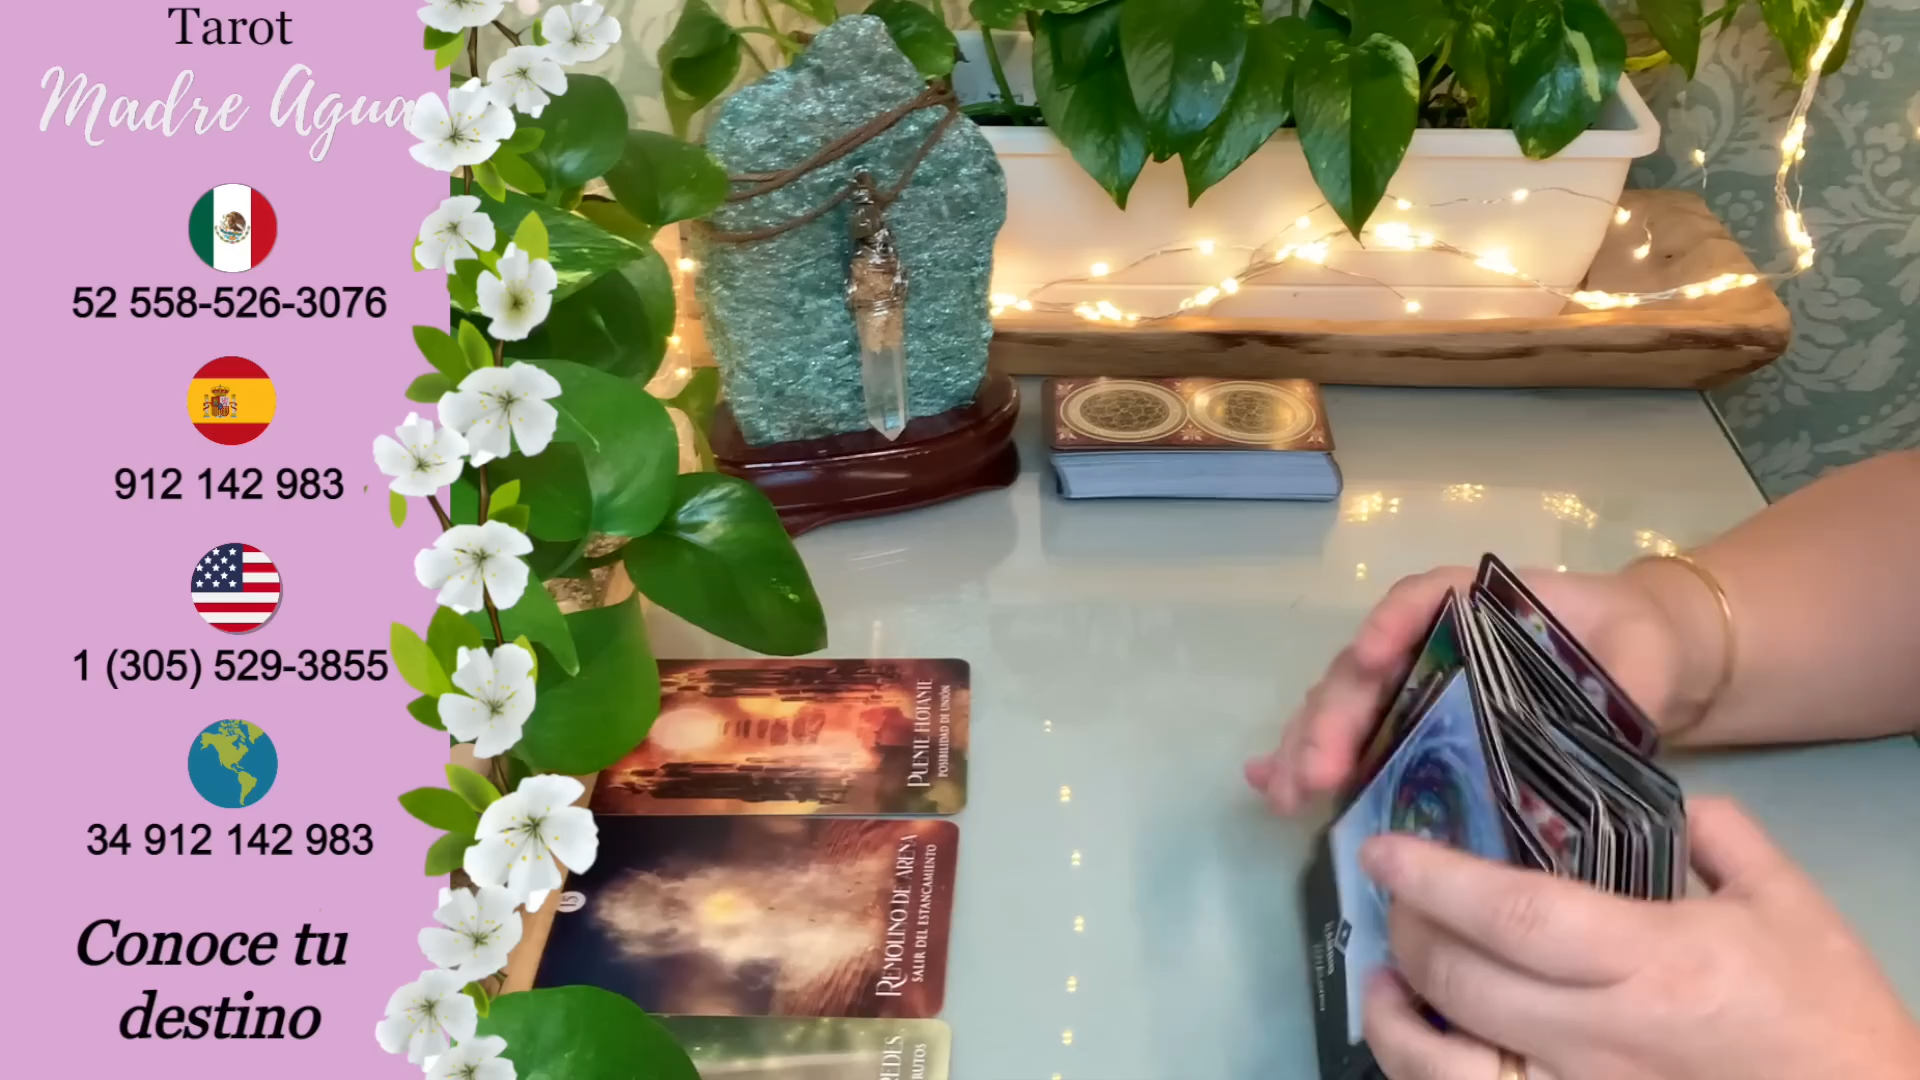 Tarot
Madre Agua
52 558-526-3076
912 142 983
1 (305) 529-3855
34 912 142 983
Conoce tu
destino
PUENTE FLOTANTE
POSIBILIDAD DE UNIÓN
15
REMOLINO DE ARENA
SALIR DEL ESTANCAMIENTO